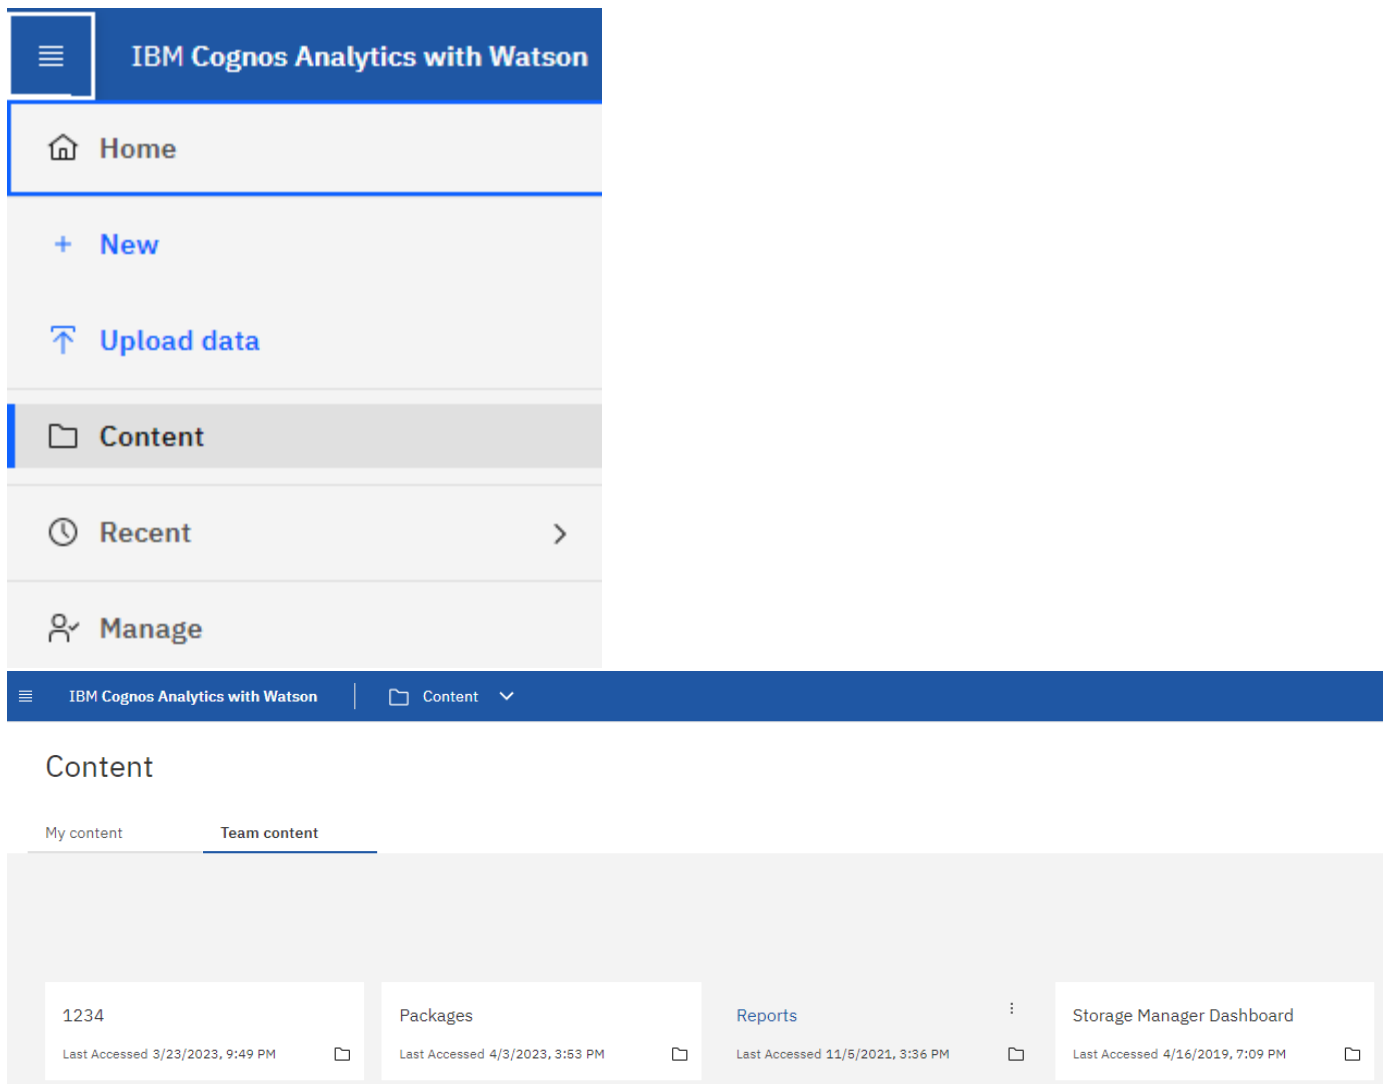 IBM Cognos Analytics with Watson
Home
New
Upload data
Content
Recent
Manage
IBM Cognos Analytics with Watson Content
Content
My content Team content
1234 Packages Reports Storage Manager Dashboard
Last Accessed 3/23/2023, 9:49 PM Last Accessed 4/3/2023, 3:53 PM Last Accessed 11/5/2021, 3:36 PM Last Accessed 4/16/2019, 7:09 PM